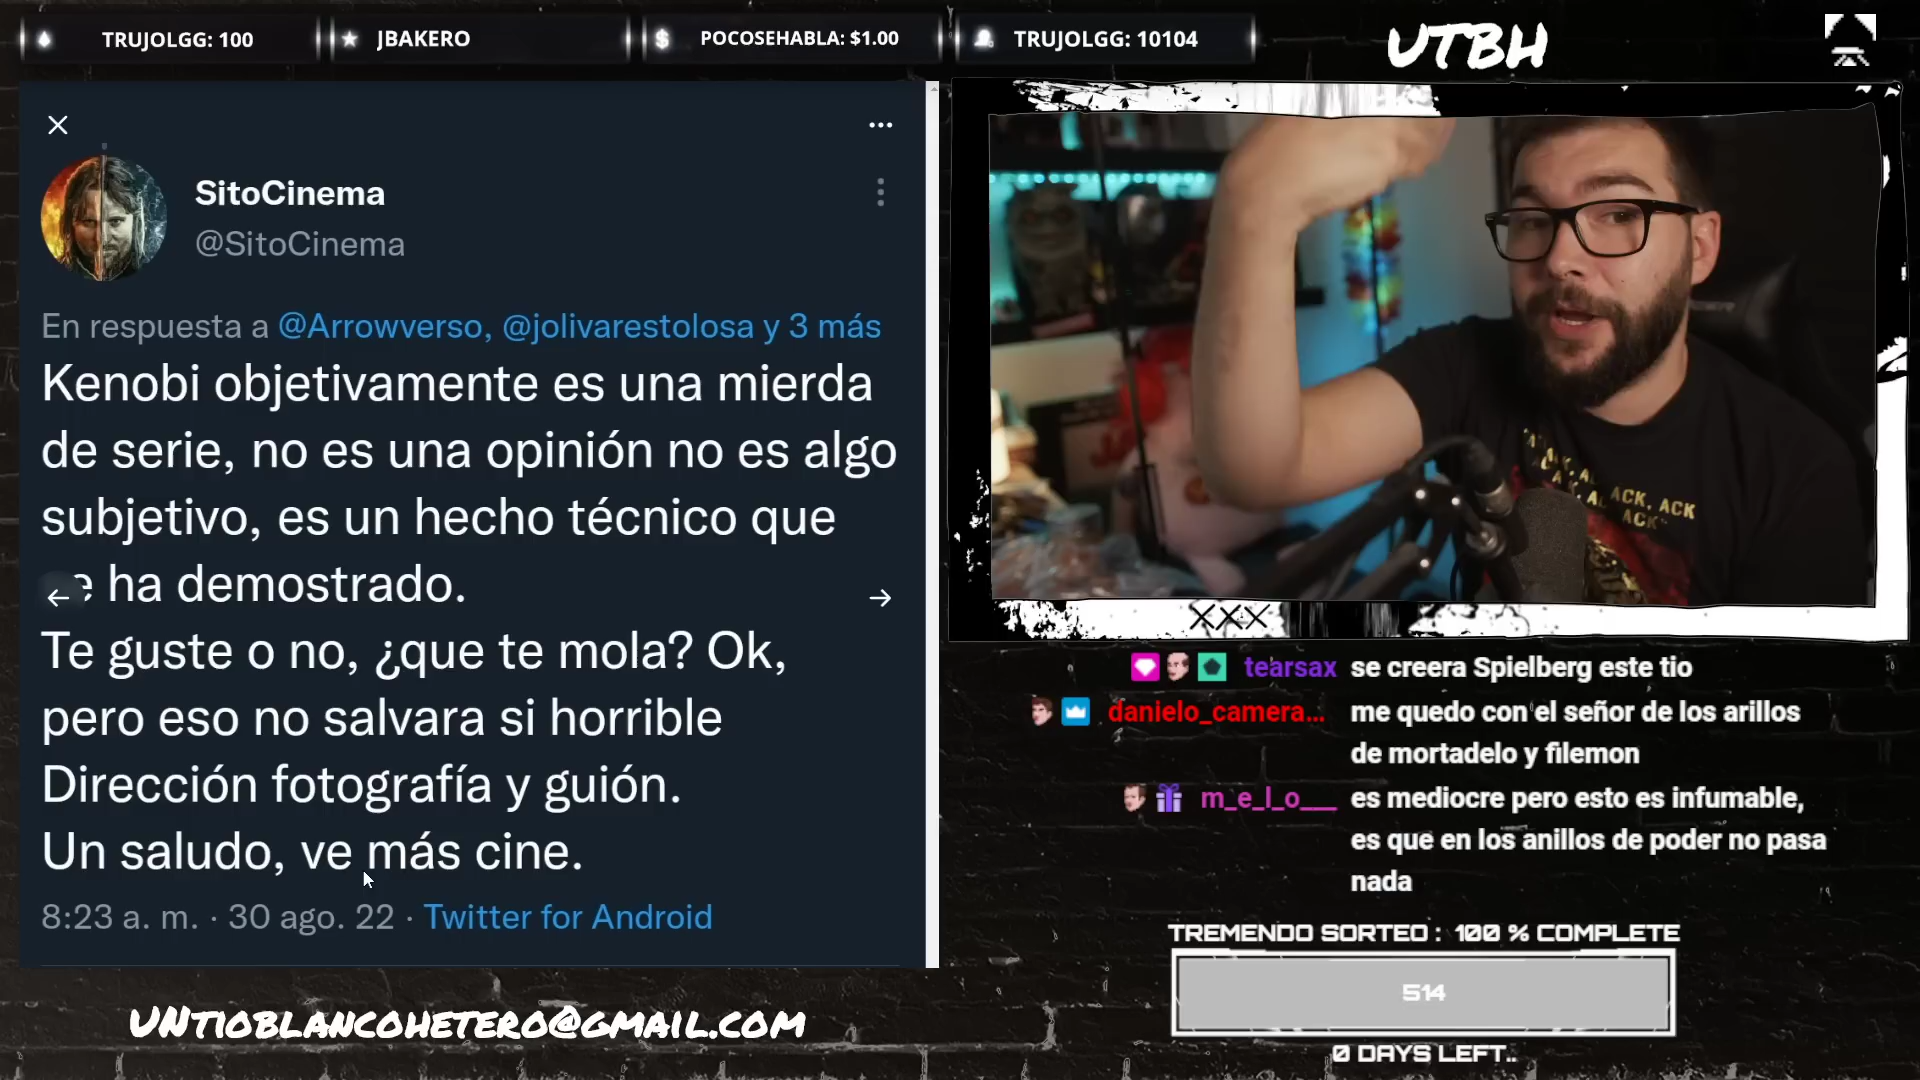 TRUJOLGG: 100
JBAKERO
POCOSEHABLA: $1.00
TRUJOLGG: 10104
UTBH
SitoCinema
@SitoCinema
En respuesta a @Arrowverso, @jolivarestolosa y 3 más
Kenobi objetivamente es una mierda
de serie, no es una opinión no es algo
subjetivo, es un hecho técnico que
ha demostrado.
Te guste o no, ¿que te mola? Ok,
pero eso no salvara si horrible
Dirección fotografía y guión.
Un saludo, ve más cine.
8:23 a. m. · 30 ago. 22 · Twitter for Android
ACK, ACK
ACK"
XXX
tearsax se creera Spielberg este tio
danielo_camera... me quedo con el señor de los arillos
de mortadelo y filemon
m_e_l_o___ es mediocre pero esto es infumable,
es que en los anillos de poder no pasa
nada
TREMENDO SORTEO : 100 % COMPLETE
514
0 DAYS LEFT..
UNTIOBLANCOHETERO@GMAIL.COM